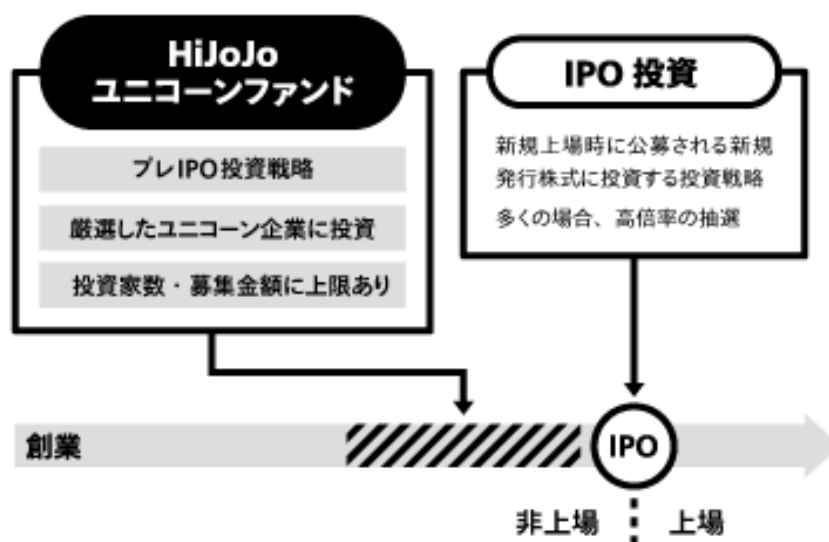 HiJoJo
ユニコーンファンド
プレIPO投資戦略
厳選したユニコーン企業に投資
投資家数・募集金額に上限あり
IPO 投資
新規上場時に公募される新規
発行株式に投資する投資戦略
多くの場合、高倍率の抽選
創業
IPO
非上場
上場